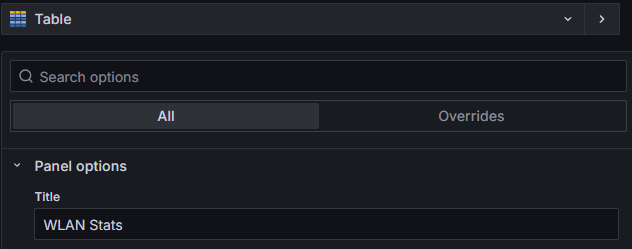 Table
Search options
All
Overrides
Panel options
Title
WLAN Stats